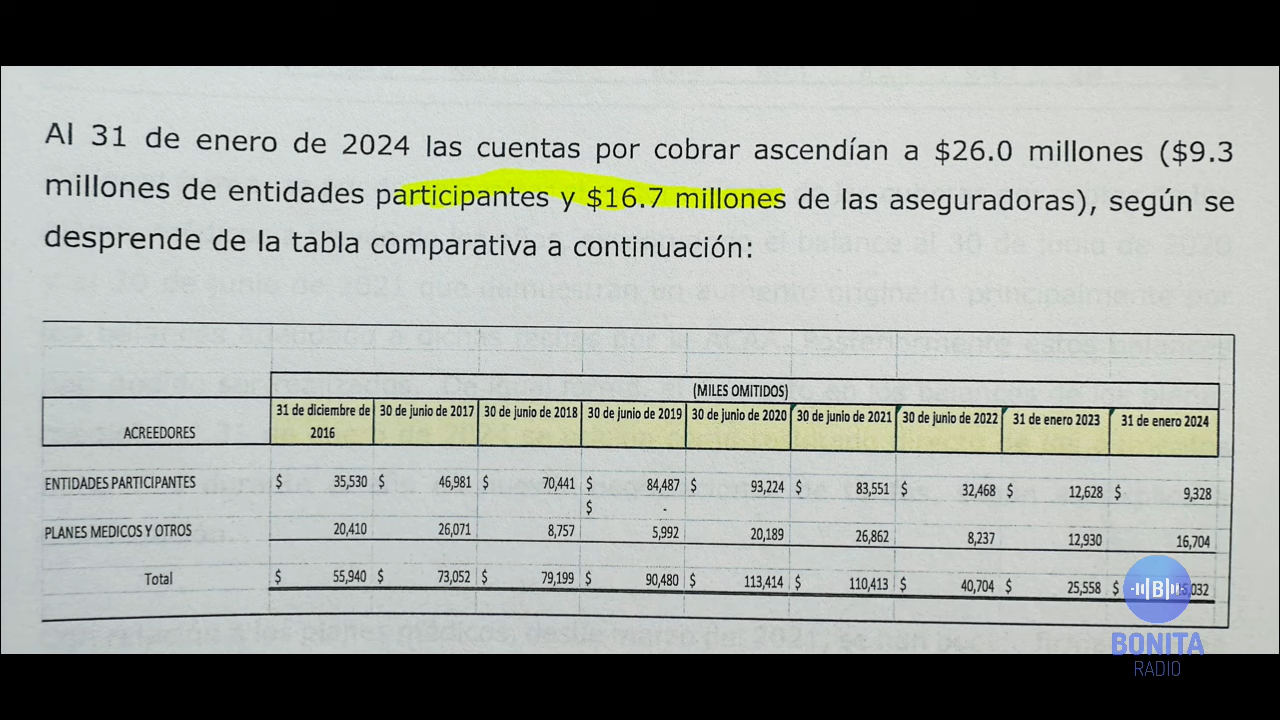 Al 31 de enero de 2024 las cuentas por cobrar ascendían a $26.0 millones ($9.3
millones de entidades participantes y $16.7 millones de las aseguradoras), según se
desprende de la tabla comparativa a continuación:
(MILES OMITIDOS)
ACREEDORES 31 de diciembre de 2016 30 de junio de 2017 30 de junio de 2018 30 de junio de 2019 30 de junio de 2020 30 de junio de 2021 30 de junio de 2022 31 de enero 2023 31 de enero 2024
ENTIDADES PARTICIPANTES $ 35,530 $ 46,981 $ 70,441 $ 84,487 $ 93,224 $ 83,551 $ 32,468 $ 12,628 $ 9,328
$ -
PLANES MEDICOS Y OTROS 20,410 26,071 8,757 5,992 20,189 26,862 8,237 12,930 16,704
Total $ 55,940 $ 73,052 $ 79,199 $ 90,480 $ 113,414 $ 110,413 $ 40,704 $ 25,558 $
B
BONITA
RADIO